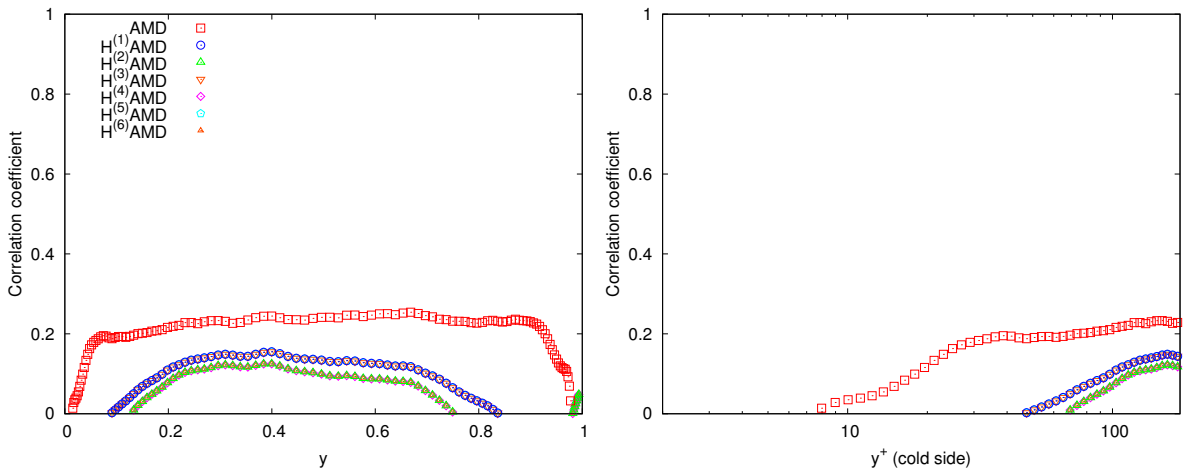 Correlation coefficient
1
0.8
0.6
0.4
0.2
0
0 0.2 0.4 0.6 0.8 1
y
AMD
H(1)AMD
H(2)AMD
H(3)AMD
H(4)AMD
H(5)AMD
H(6)AMD
Correlation coefficient
1
0.8
0.6
0.4
0.2
0
10 100
y+ (cold side)